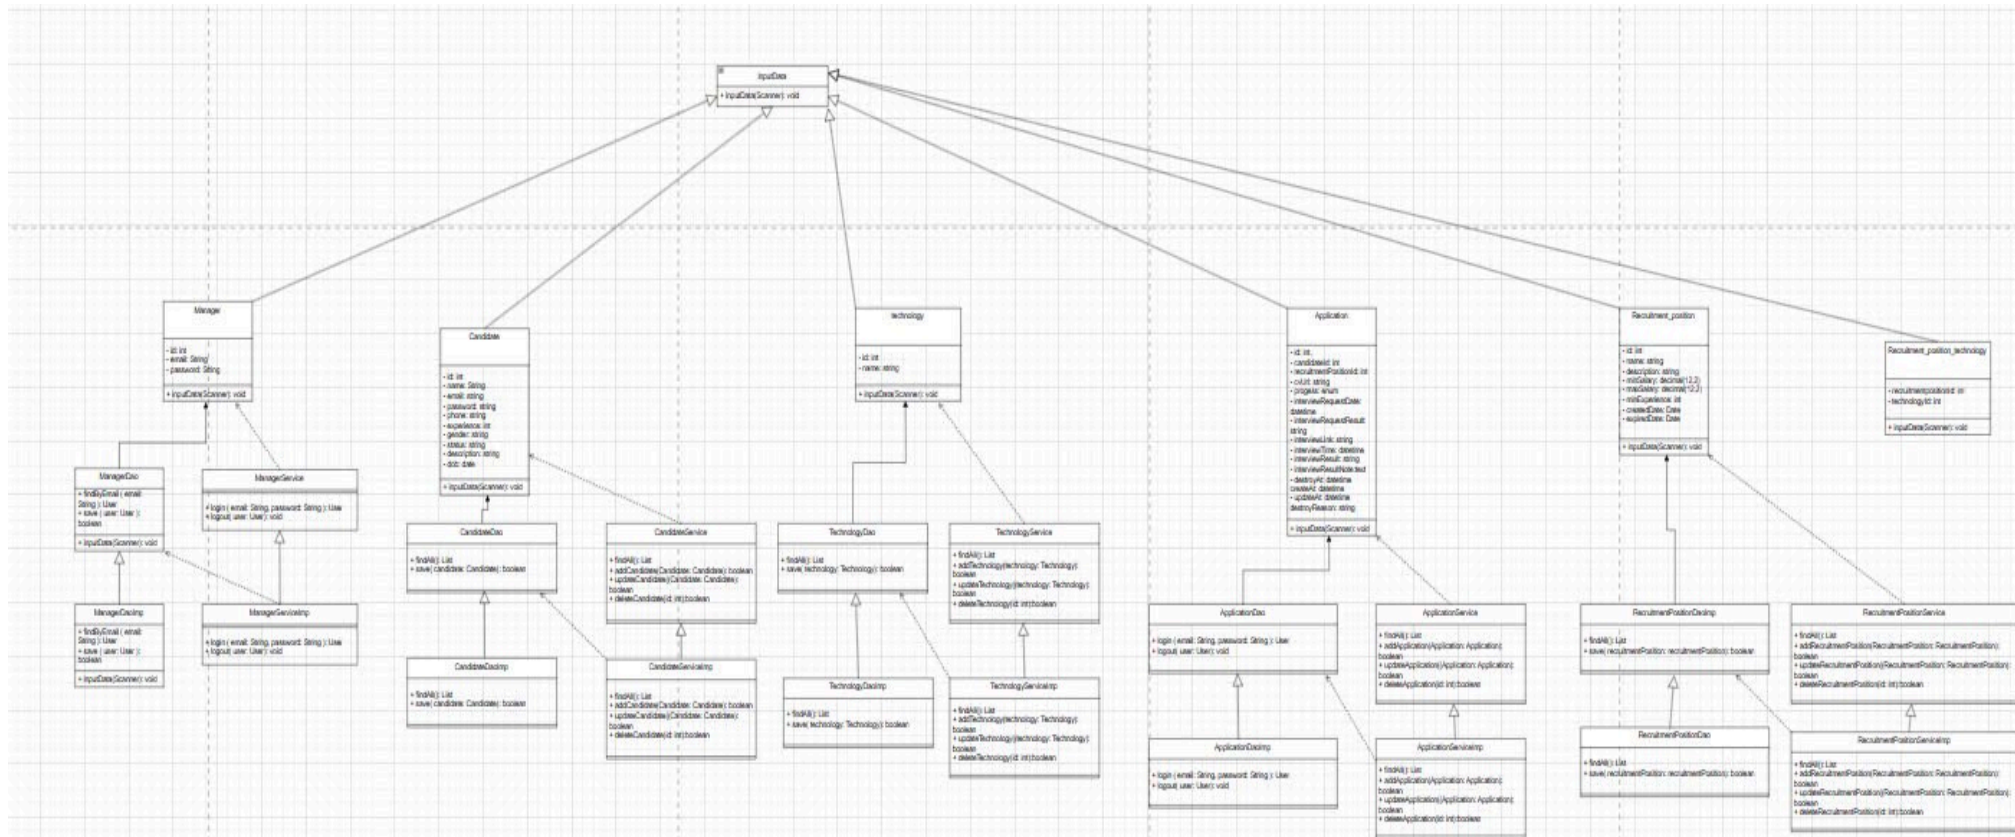 InputData
+ inputData(Scanner): void
Manager
- id: int
- email: String
- password: String
+ inputData(Scanner): void
Candidate
- id: int
- name: String
- email: string
- password: string
- phone: string
- experience: int
- gender: string
- status: string
- description: string
- dob: date
+ inputData(Scanner): void
technology
- id: int
- name: string
+ inputData(Scanner): void
Application
- id: int
- candidateId: int
- recruitmentPositionId: int
- cvUrl: string
- progess: enum
- interviewRequestDate:
datetime
- interviewRequestResult:
string
- interviewLink: string
- interviewTime: datetime
- interviewResult: string
- interviewResultNote:text
- destroyAt: datetime
createAt: datetime
- updateAt: datetime
destroyReason: string
+ inputData(Scanner): void
Recruitment_position
- id: int
- name: string
- description: string
- minSalary: decimal(12,2)
- maxSalary: decimal(12,2)
- minExperience: int
- createdDate: Date
- expiredDate: Date
+ inputData(Scanner): void
Recruitment_position_technology
- recruitmentpositionId: int
- technologyId: int
+ inputData(Scanner): void
ManagerDao
+ findByEmail ( email:
String ): User
+ save ( user: User ):
boolean
+ inputData(Scanner): void
ManagerService
+ login ( email: String, password: String ): User
+ logout( user: User): void
ManagerDaoImp
+ findByEmail ( email:
String ): User
+ save ( user: User ):
boolean
+ inputData(Scanner): void
ManagerServiceImp
+ login ( email: String, password: String ): User
+ logout( user: User): void
CandidateDao
+ findAll(): List
+ save( candidate: Candidate): boolean
CandidateService
+ findAll(): List
+ addCandidate(Candidate: Candidate): boolean
+ updateCandidate)(Candidate: Candidate):
boolean
+ deleteCandidate(id: int):boolean
CandidateDaoImp
+ findAll(): List
+ save( candidate: Candidate): boolean
CandidateServiceImp
+ findAll(): List
+ addCandidate(Candidate: Candidate): boolean
+ updateCandidate)(Candidate: Candidate):
boolean
+ deleteCandidate(id: int):boolean
TechnologyDao
+ findAll(): List
+ save( technology: Technology): boolean
TechnologyService
+ findAll(): List
+ addTechnology(technology: Technology):
boolean
+ updateTechnology)(technology: Technology):
boolean
+ deleteTechnology(id: int):boolean
TechnologyDaoImp
+ findAll(): List
+ save( technology: Technology): boolean
TechnologyServiceImp
+ findAll(): List
+ addTechnology(technology: Technology):
boolean
+ updateTechnology)(technology: Technology):
boolean
+ deleteTechnology(id: int):boolean
ApplicationDao
+ login ( email: String, password: String ): User
+ logout( user: User): void
ApplicationService
+ findAll(): List
+ addApplication(Application: Application):
boolean
+ updateApplication)(Application: Application):
boolean
+ deleteApplication(id: int):boolean
ApplicationDaoImp
+ login ( email: String, password: String ): User
+ logout( user: User): void
ApplicationServiceImp
+ findAll(): List
+ addApplication(Application: Application):
boolean
+ updateApplication)(Application: Application):
boolean
+ deleteApplication(id: int):boolean
RecruitmentPositionDaoImp
+ findAll(): List
+ save( recruitmentPosition: recruitmentPosition): boolean
RecruitmentPositionService
+ findAll(): List
+ addRecruitmentPosition(RecruitmentPosition: RecruitmentPosition):
boolean
+ updateRecruitmentPosition)(RecruitmentPosition: RecruitmentPosition):
boolean
+ deleteRecruitmentPosition(id: int):boolean
RecruitmentPositionDao
+ findAll(): List
+ save( recruitmentPosition: recruitmentPosition): boolean
RecruitmentPositionServiceImp
+ findAll(): List
+ addRecruitmentPosition(RecruitmentPosition: RecruitmentPosition):
boolean
+ updateRecruitmentPosition)(RecruitmentPosition: RecruitmentPosition):
boolean
+ deleteRecruitmentPosition(id: int):boolean